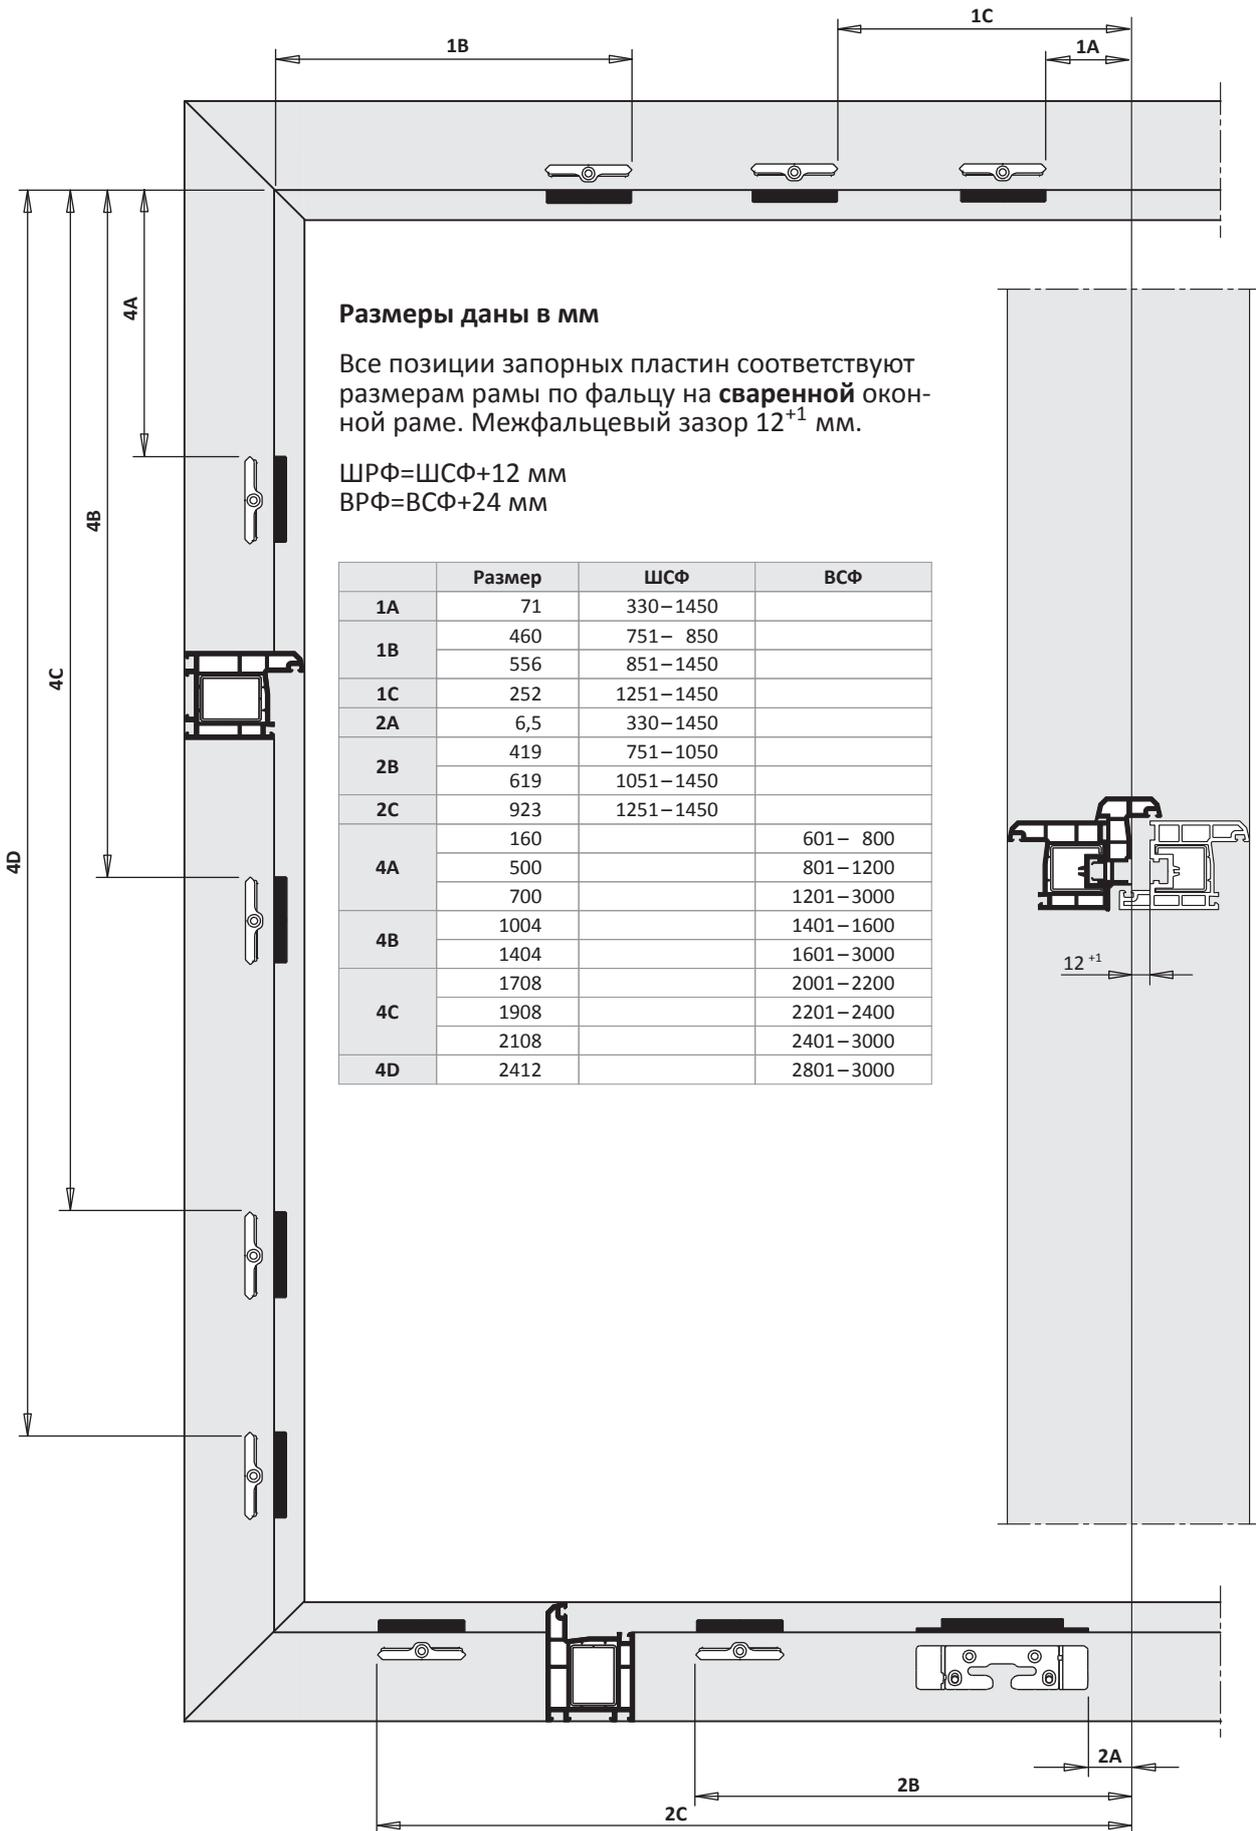 1C
1B
1A
4A
Размеры даны в мм
Все позиции запорных пластин соответствуют
размерам рамы по фальцу на сваренной окон-
ной раме. Межфальцевый зазор 12⁺¹ мм.
ШРФ=ШСФ+12 мм
ВРФ=ВСФ+24 мм
4B
4C
4D
Размер ШСФ ВСФ
1A 71 330–1450
1B 460 751– 850
556 851–1450
1C 252 1251–1450
2A 6,5 330–1450
2B 419 751–1050
619 1051–1450
2C 923 1251–1450
4A 160 601– 800
500 801–1200
700 1201–3000
4B 1004 1401–1600
1404 1601–3000
4C 1708 2001–2200
1908 2201–2400
2108 2401–3000
4D 2412 2801–3000
12 ⁺¹
2A
2B
2C